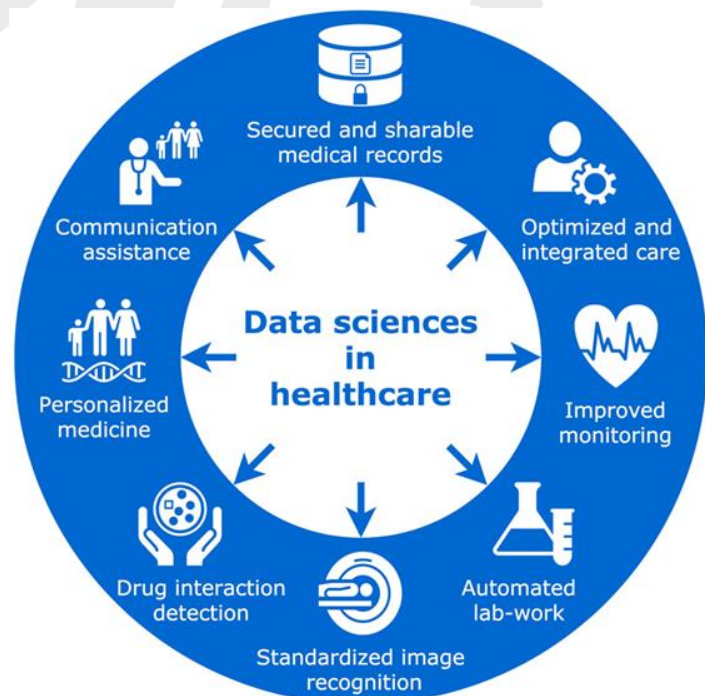 Secured and sharable
medical records
Optimized and
integrated care
Improved
monitoring
Automated
lab-work
Standardized image
recognition
Drug interaction
detection
Personalized
medicine
Communication
assistance
Data sciences
in
healthcare